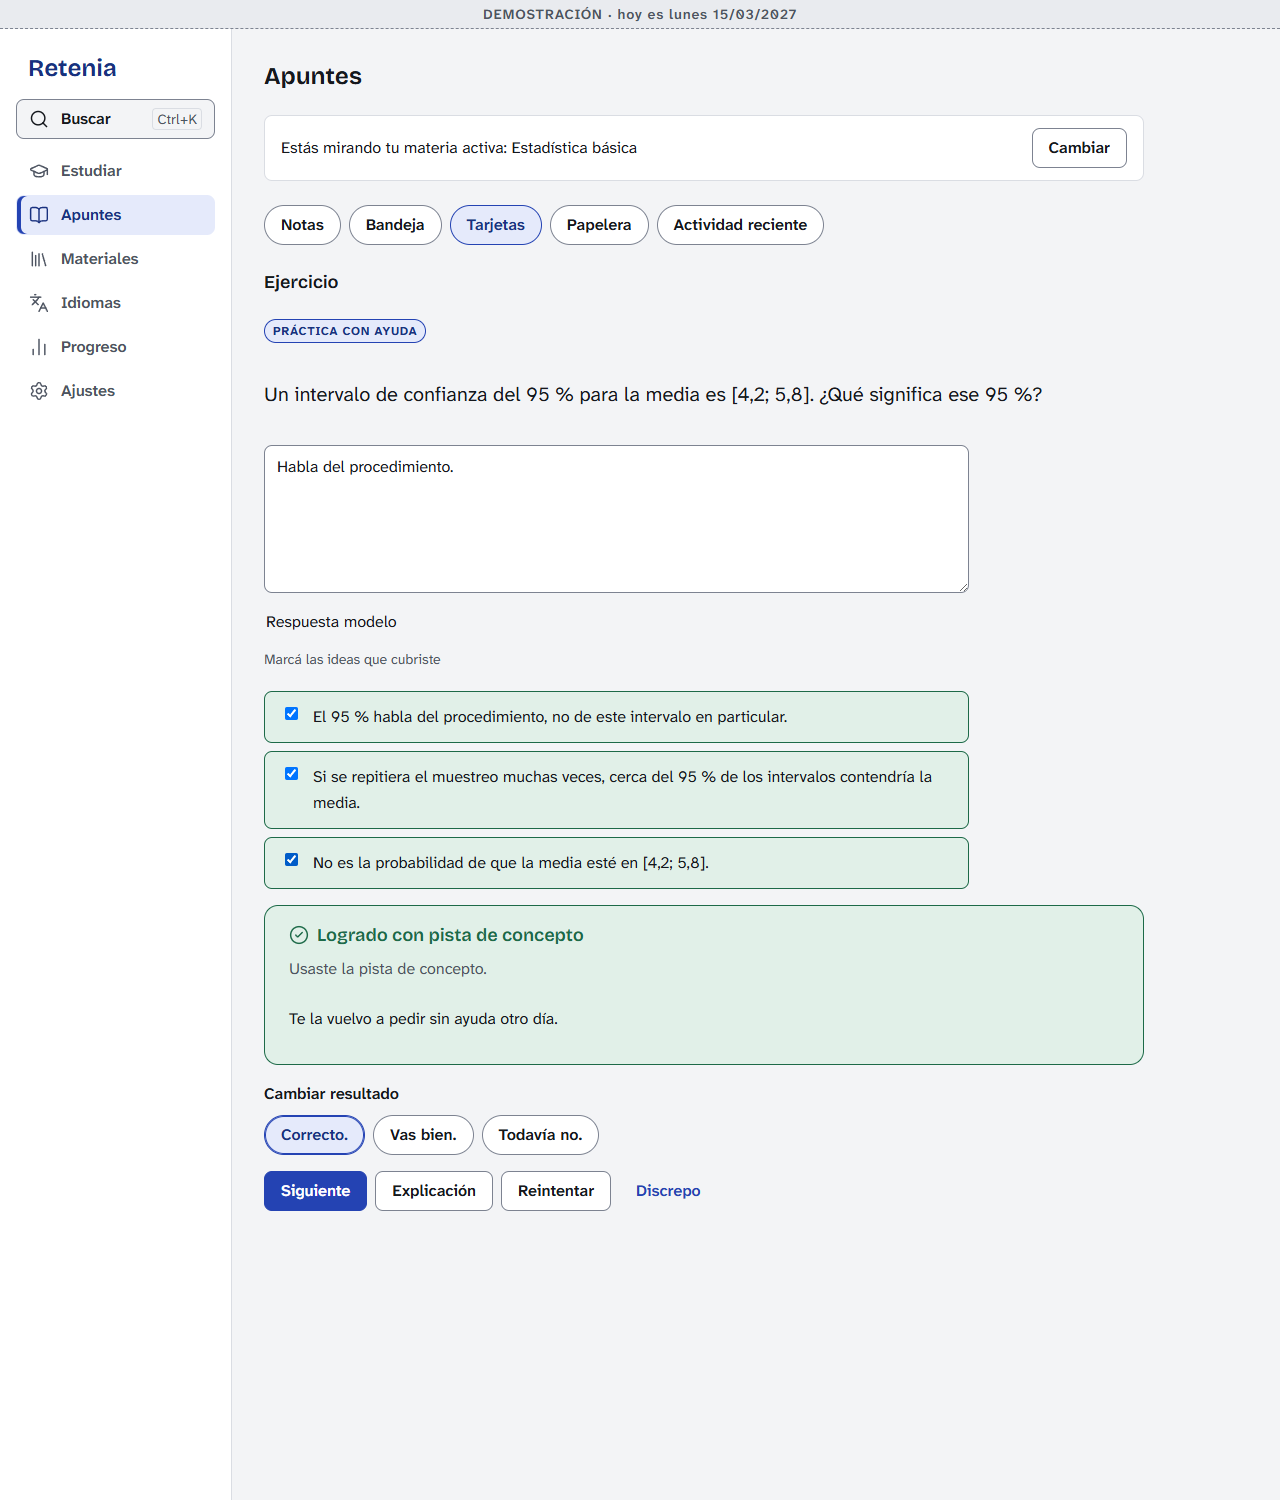 DEMOSTRACIÓN · hoy es lunes 15/03/2027
Retenia
Buscar Ctrl+K
Estudiar
Apuntes
Materiales
Idiomas
Progreso
Ajustes
Apuntes
Estás mirando tu materia activa: Estadística básica
Cambiar
Notas
Bandeja
Tarjetas
Papelera
Actividad reciente
Ejercicio
PRÁCTICA CON AYUDA
Un intervalo de confianza del 95 % para la media es [4,2; 5,8]. ¿Qué significa ese 95 %?
Habla del procedimiento.
Respuesta modelo
Marcá las ideas que cubriste
El 95 % habla del procedimiento, no de este intervalo en particular.
Si se repitiera el muestreo muchas veces, cerca del 95 % de los intervalos contendría la
media.
No es la probabilidad de que la media esté en [4,2; 5,8].
Logrado con pista de concepto
Usaste la pista de concepto.
Te la vuelvo a pedir sin ayuda otro día.
Cambiar resultado
Correcto.
Vas bien.
Todavía no.
Siguiente
Explicación
Reintentar
Discrepo